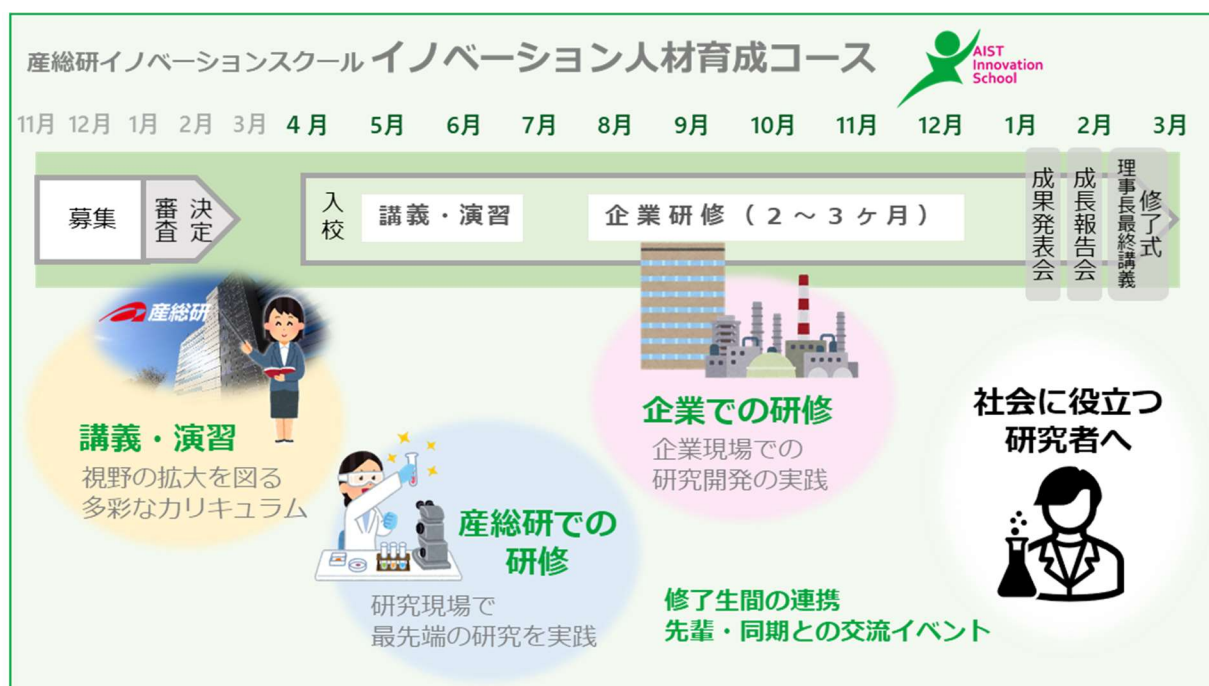 産総研イノベーションスクール イノベーション人材育成コース
AIST
Innovation
School
11月 12月 1月 2月 3月 4月 5月 6月 7月 8月 9月 10月 11月 12月 1月 2月 3月
募集
審査
決定
入校
講義・演習
企業研修（2～3ヶ月）
成果発表会
成長報告会
理事長最終講義
修了式
産総研
講義・演習
視野の拡大を図る
多彩なカリキュラム
産総研での
研修
研究現場で
最先端の研究を実践
企業での研修
企業現場での
研究開発の実践
修了生間の連携
先輩・同期との交流イベント
社会に役立つ
研究者へ